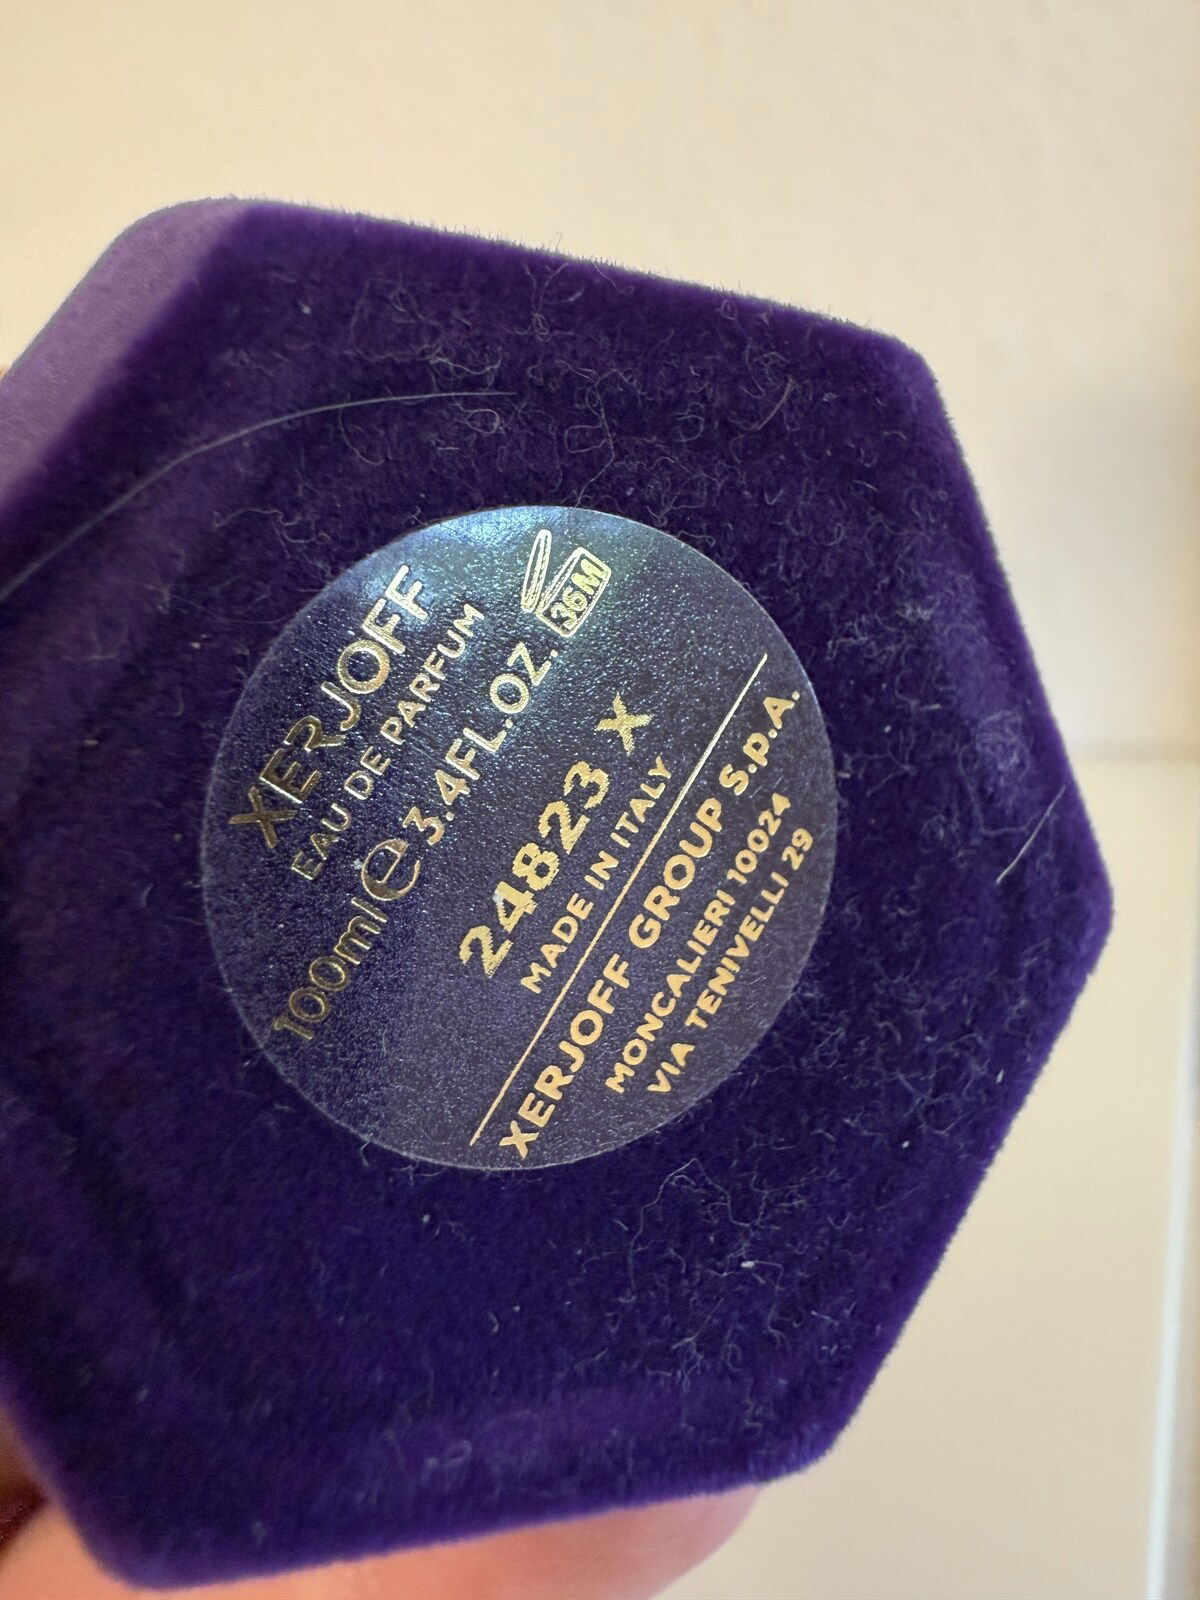 XERJOFF
EAU DE PARFUM
100ml e 3.4FL.OZ. 36M
24823 X
MADE IN ITALY
XERJOFF GROUP S.p.A.
MONCALIERI 10024
VIA TENIVELLI 29